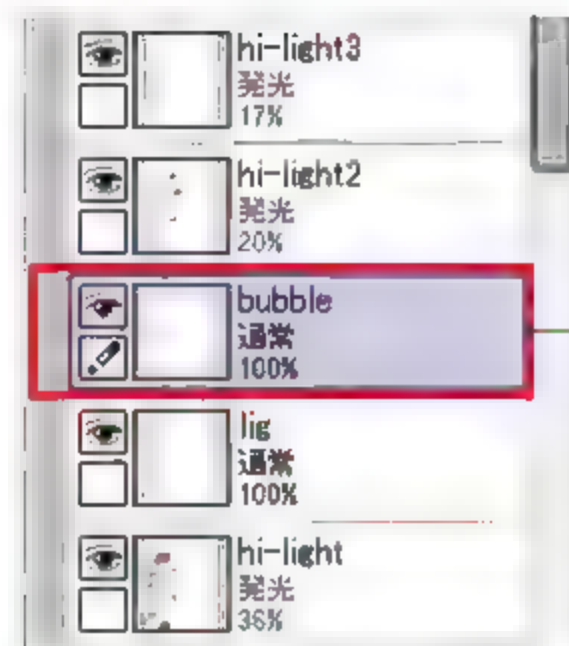 hi-light3
発光
17%
hi-light2
発光
20%
bubble
通常
100%
lig
通常
100%
hi-light
発光
36%